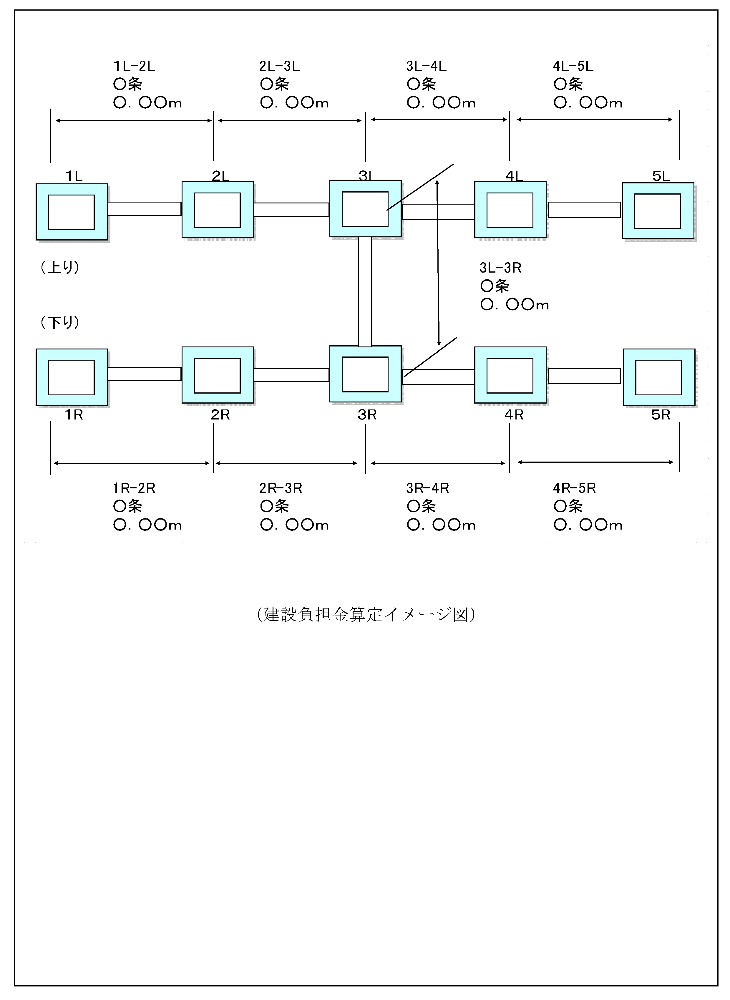 1L-2L
○条
○.○○m
2L-3L
○条
○.○○m
3L-4L
○条
○.○○m
4L-5L
○条
○.○○m
1L
2L
3L
4L
5L
(上り)
3L-3R
○条
○.○○m
(下り)
1R
2R
3R
4R
5R
1R-2R
○条
○.○○m
2R-3R
○条
○.○○m
3R-4R
○条
○.○○m
4R-5R
○条
○.○○m
(建設負担金算定イメージ図)